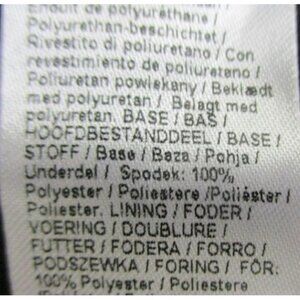 Enduit de polyuréthane /
Polyurethan-beschichtet /
Rivestito di poliuretano / Con
revestimiento de poliuretano /
Poliuretan powlekany / Beklædt
med polyuretan / Belagt med
polyuretan. BASE / BAS /
HOOFDBESTANDDEEL / BASE /
STOFF / Base / Baza / Pohja /
Underdel / Spodek: 100%
Polyester / Poliestere /Poliéster /
Poliester. LINING / FODER /
VOERING / DOUBLURE /
FUTTER / FODERA / FORRO /
PODSZEWKA / FORING / FÖR:
100% Polyester / Poliestere